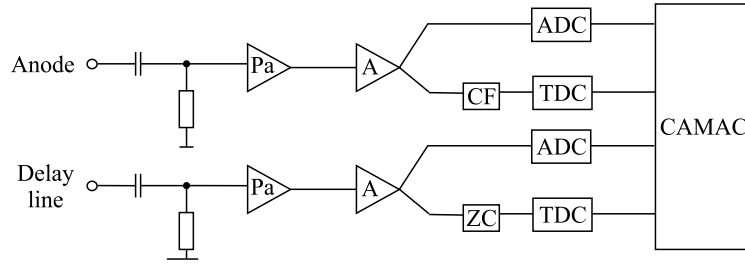 ADC
Anode
Pa
A
CF
TDC
CAMAC
ADC
Delay
line
Pa
A
ZC
TDC